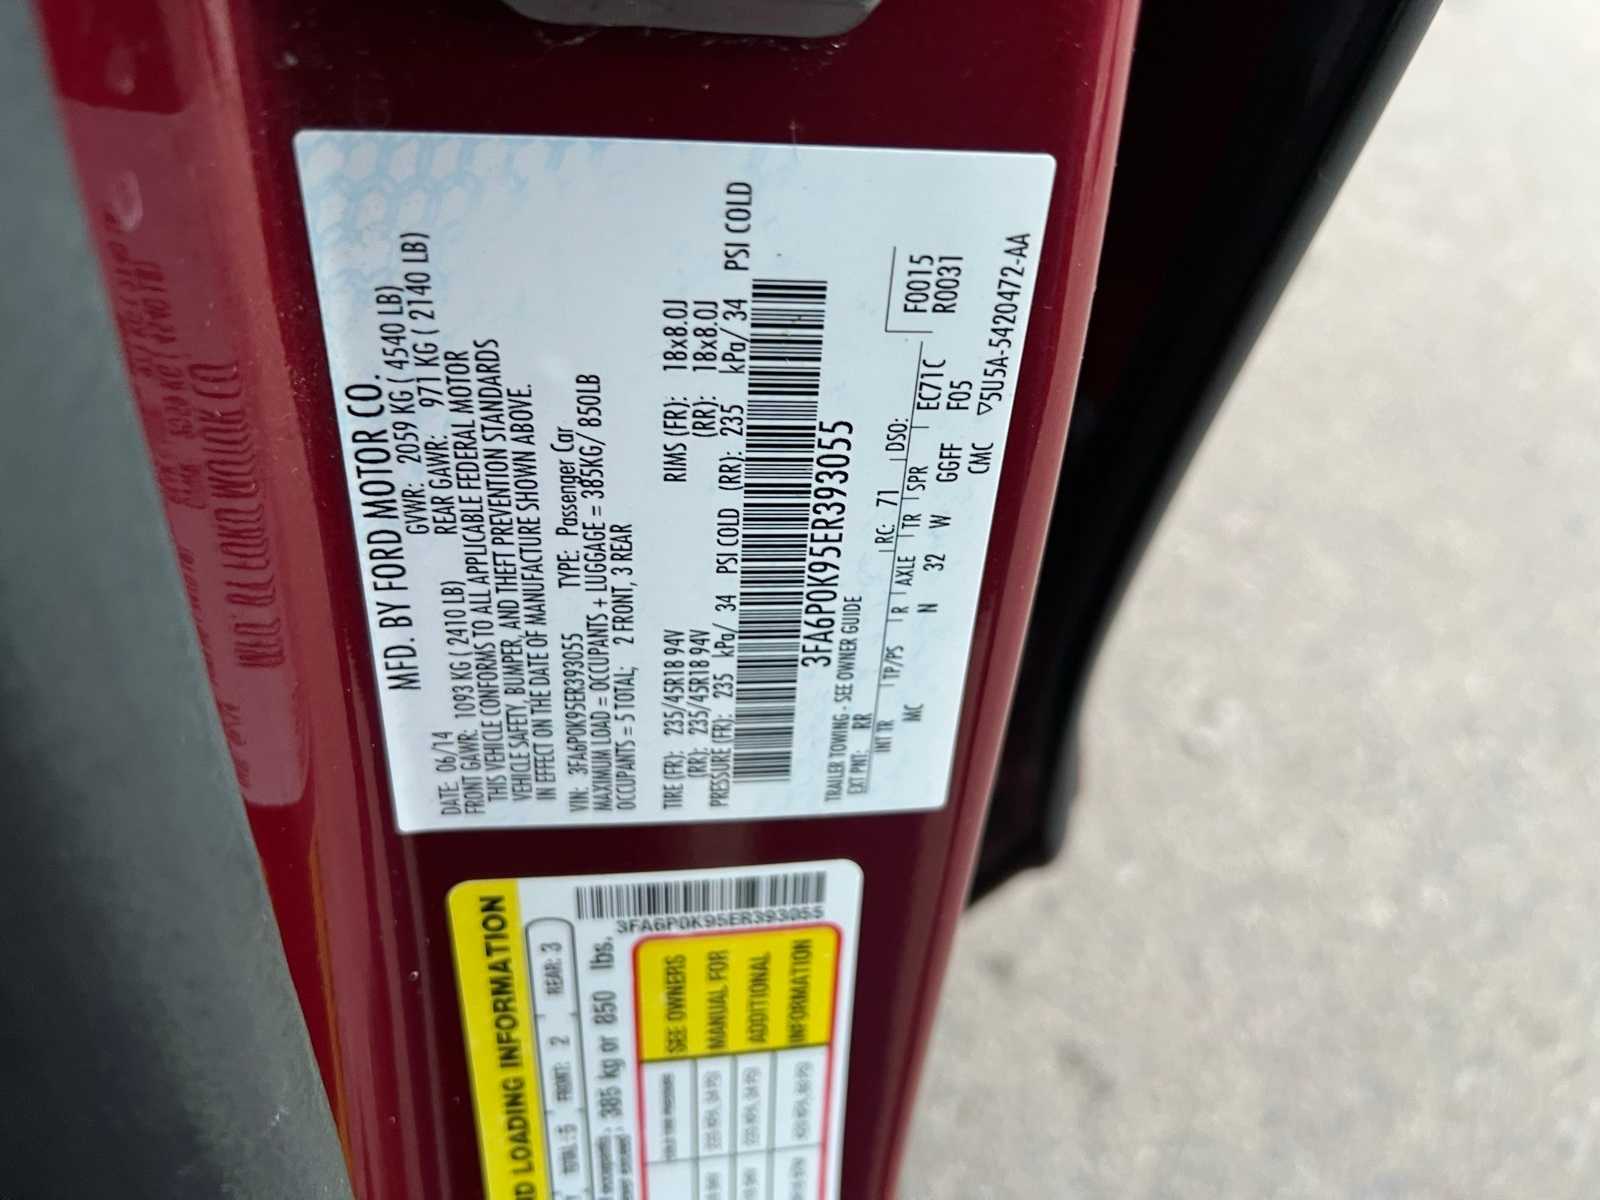 MFD. BY FORD MOTOR CO.
DATE: 06/14 GVWR: 2059 KG ( 4540 LB)
FRONT GAWR: 1093 KG ( 2410 LB) REAR GAWR: 971 KG ( 2140 LB)
THIS VEHICLE CONFORMS TO ALL APPLICABLE FEDERAL MOTOR
VEHICLE SAFETY, BUMPER, AND THEFT PREVENTION STANDARDS
IN EFFECT ON THE DATE OF MANUFACTURE SHOWN ABOVE.
VIN: 3FA6P0K95ER393055 TYPE: Passenger Car
MAXIMUM LOAD = OCCUPANTS + LUGGAGE = 385KG/ 850LB
OCCUPANTS = 5 TOTAL; 2 FRONT, 3 REAR
TIRE (FR): 235/45R18 94V RIMS (FR): 18x8.0J
(RR): 235/45R18 94V (RR): 18x8.0J
PRESSURE (FR): 235 kPa/ 34 PSI COLD (RR): 235 kPa/ 34 PSI COLD
3FA6P0K95ER393055
TRAILER TOWING - SEE OWNER GUIDE
EXT PNT: RR RC: 71 DSO: F0015
INT TR TP/PS R AXLE TR SPR EC71C R0031
MC N 32 W GGFF F05
CMC ▽5U5A-5420472-AA
LOADING INFORMATION
FRONT: 2 REAR: 3
385 kg or 850 lbs.
3FA6P0K95ER393055
SEE OWNERS
MANUAL FOR
ADDITIONAL
INFORMATION